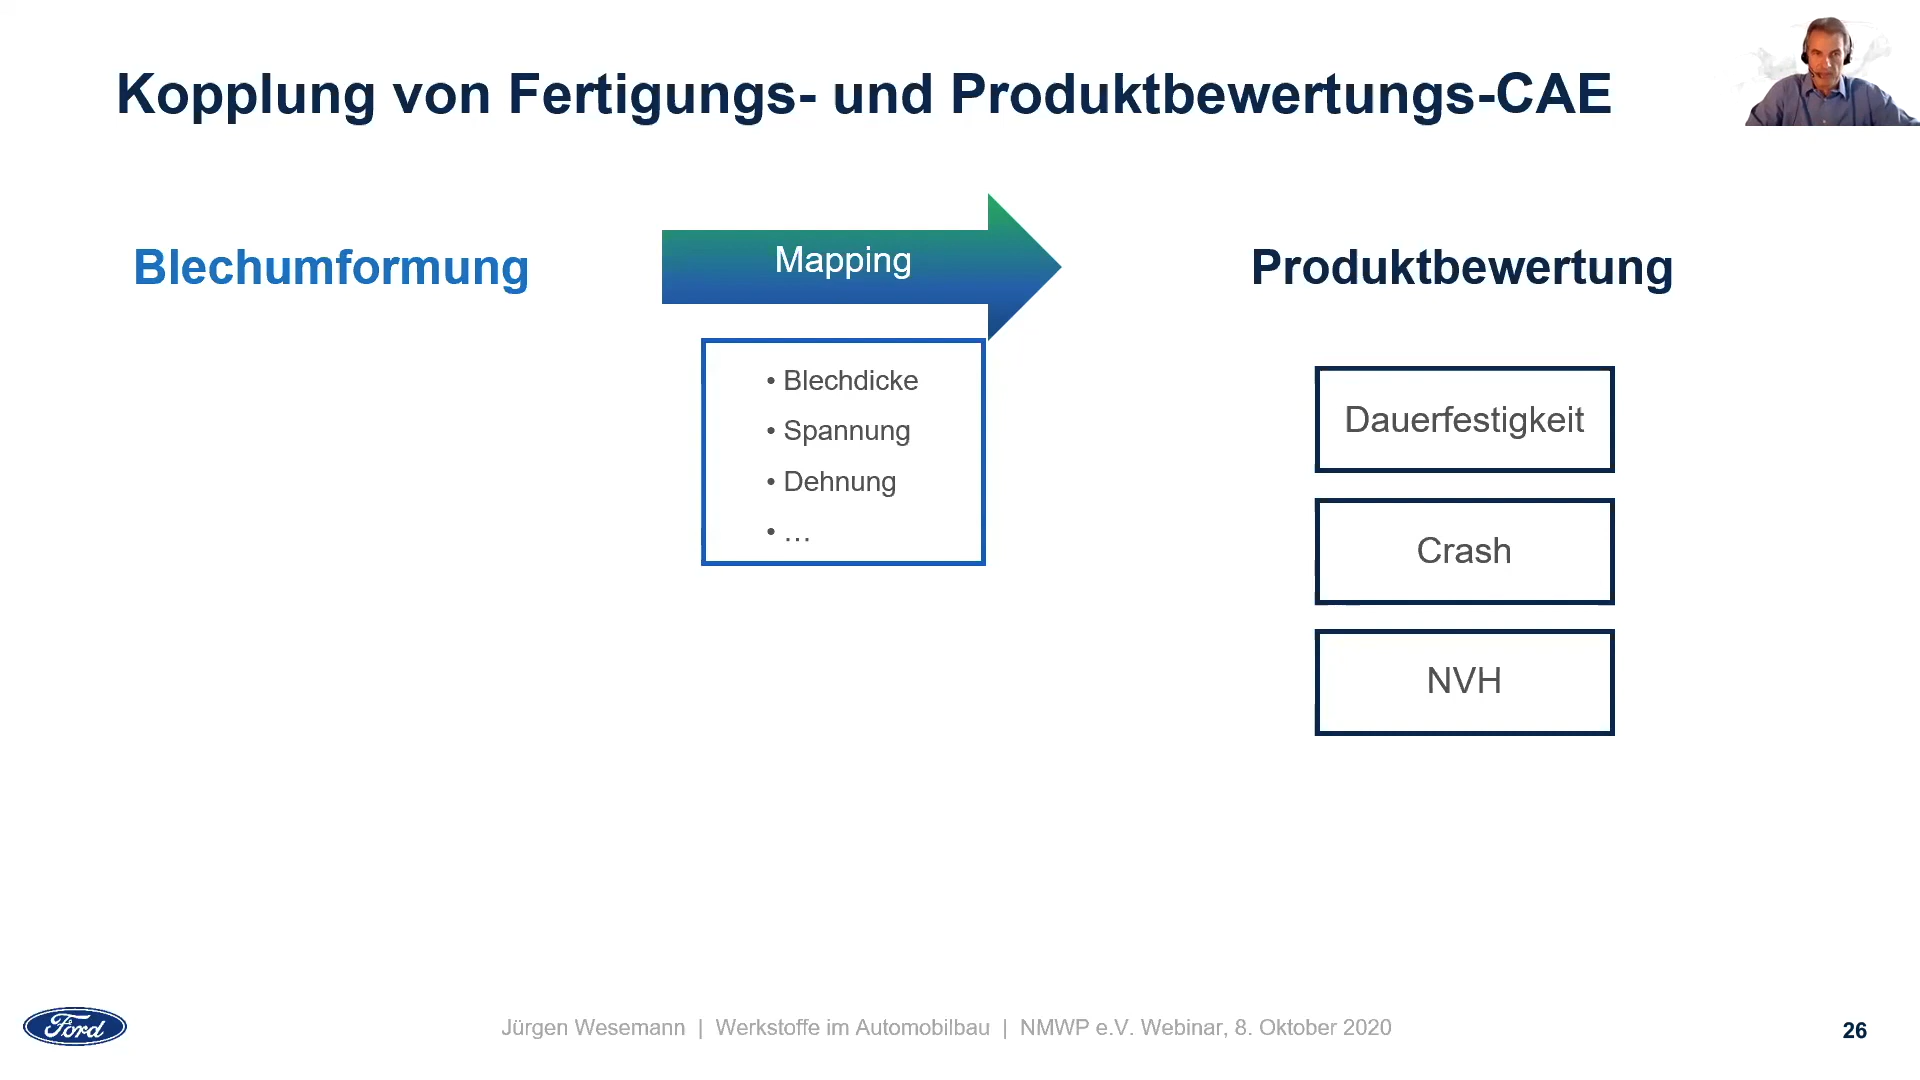 Kopplung von Fertigungs- und Produktbewertungs-CAE
Blechumformung
Mapping
Produktbewertung
• Blechdicke
• Spannung
• Dehnung
• …
Dauerfestigkeit
Crash
NVH
Ford
Jürgen Wesemann | Werkstoffe im Automobilbau | NMWP e.V. Webinar, 8. Oktober 2020
26